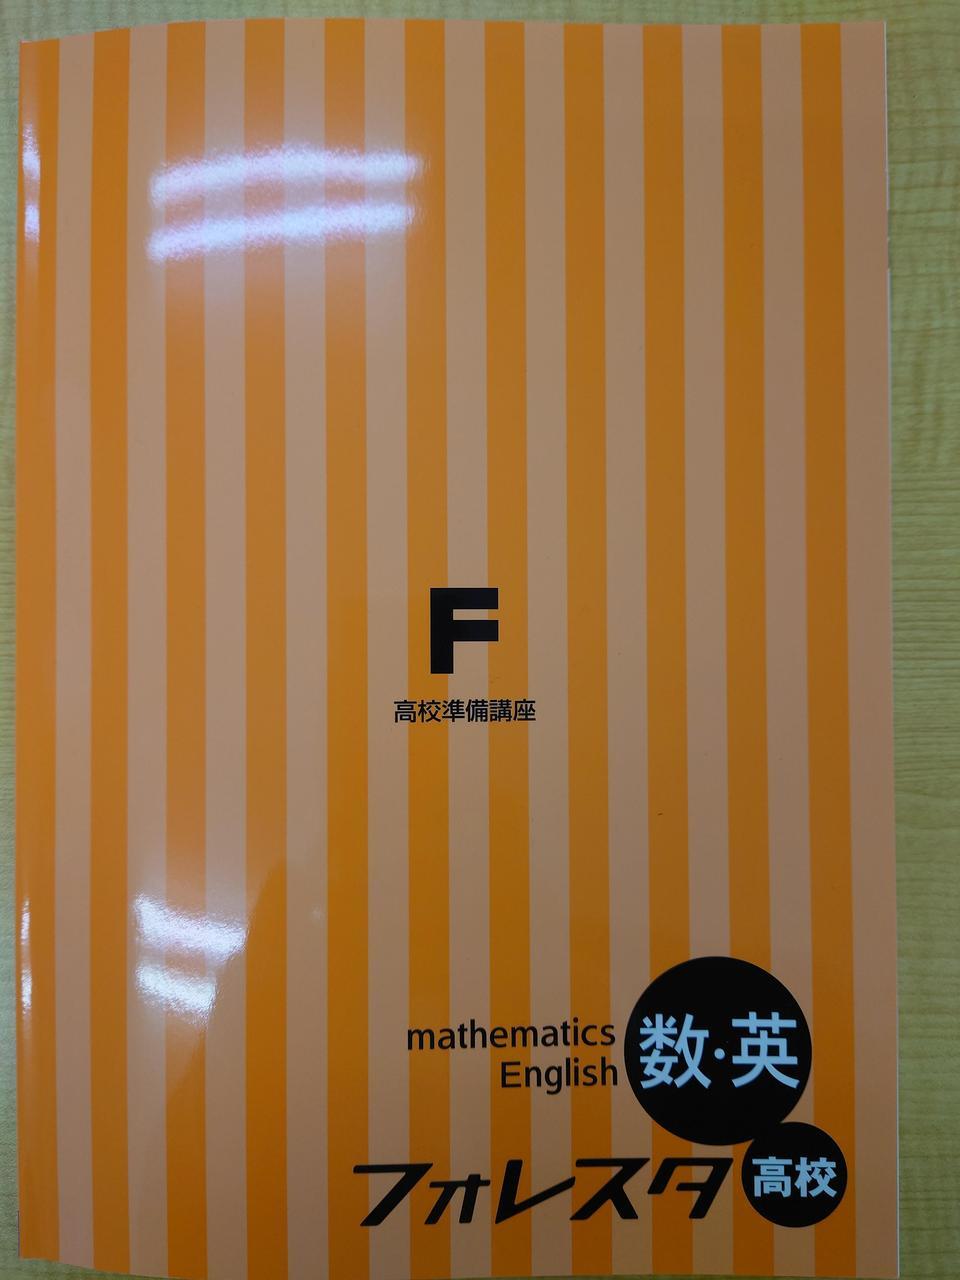 F
高校準備講座
mathematics
English
数・英
フォレスタ
高校